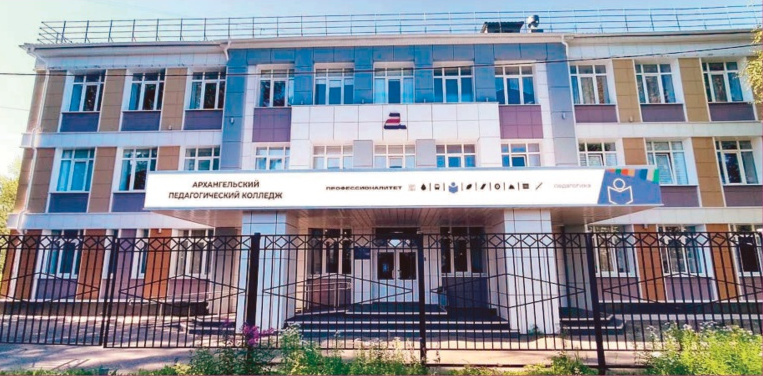 АРХАНГЕЛЬСКИЙ
ПЕДАГОГИЧЕСКИЙ КОЛЛЕДЖ
ПРОФЕССИОНАЛИТЕТ
ПЕДАГОГИКА